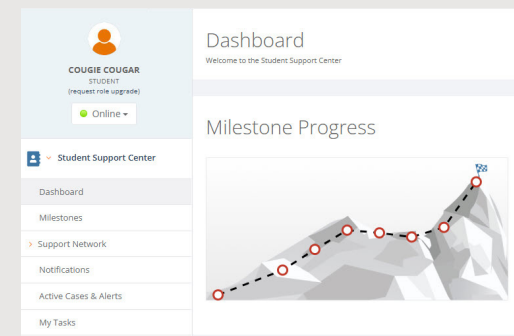 COUGIE COUGAR
STUDENT
(request role upgrade)
Online
Student Support Center
Dashboard
Milestones
Support Network
Notifications
Active Cases & Alerts
My Tasks
Dashboard
Welcome to the Student Support Center
Milestone Progress